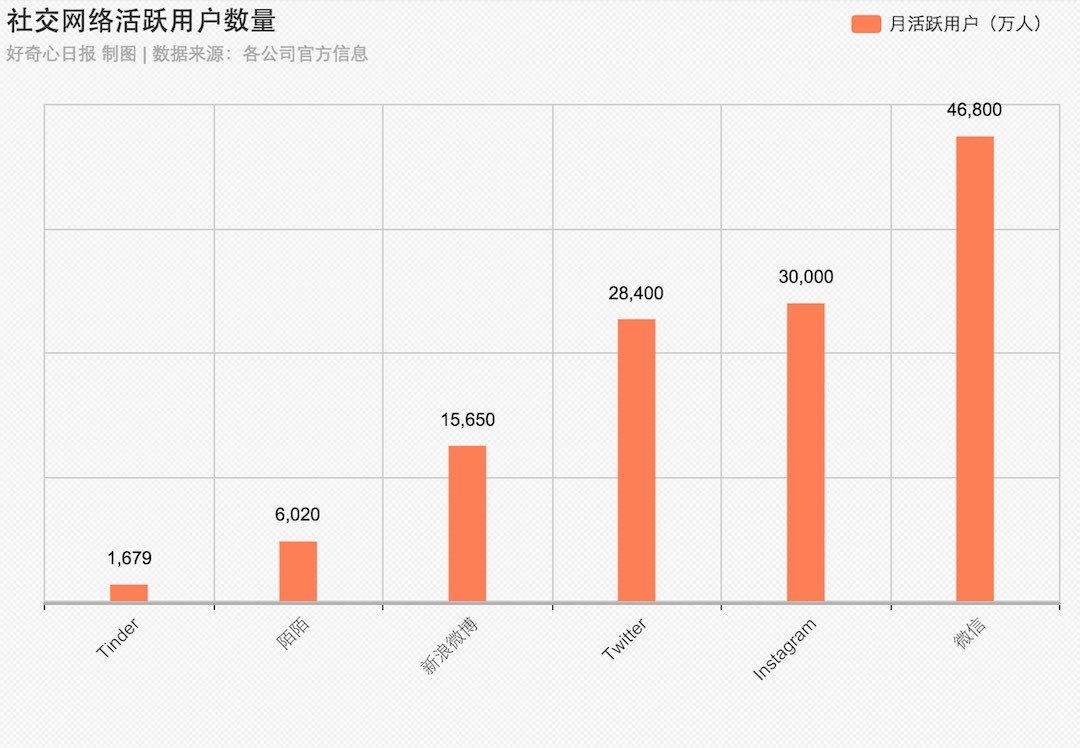 社交网络活跃用户数量
好奇心日报 制图 | 数据来源：各公司官方信息
月活跃用户（万人）
1,679
6,020
15,650
28,400
30,000
46,800
Tinder
陌陌
新浪微博
Twitter
Instagram
微信